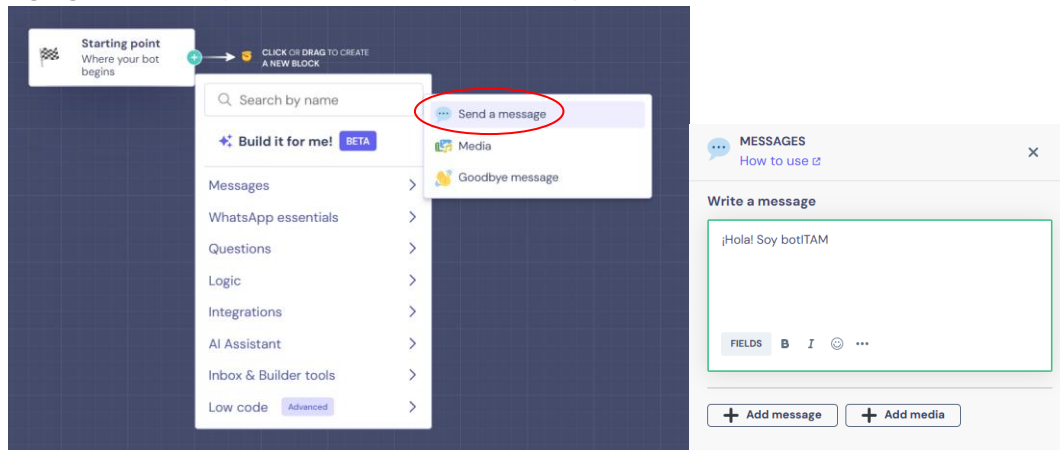 Starting point
Where your bot
begins
CLICK OR DRAG TO CREATE
A NEW BLOCK
Search by name
Build it for me! BETA
Messages
WhatsApp essentials
Questions
Logic
Integrations
AI Assistant
Inbox & Builder tools
Low code Advanced
Send a message
Media
Goodbye message
MESSAGES
How to use
Write a message
¡Hola! Soy botITAM
FIELDS B I
Add message Add media